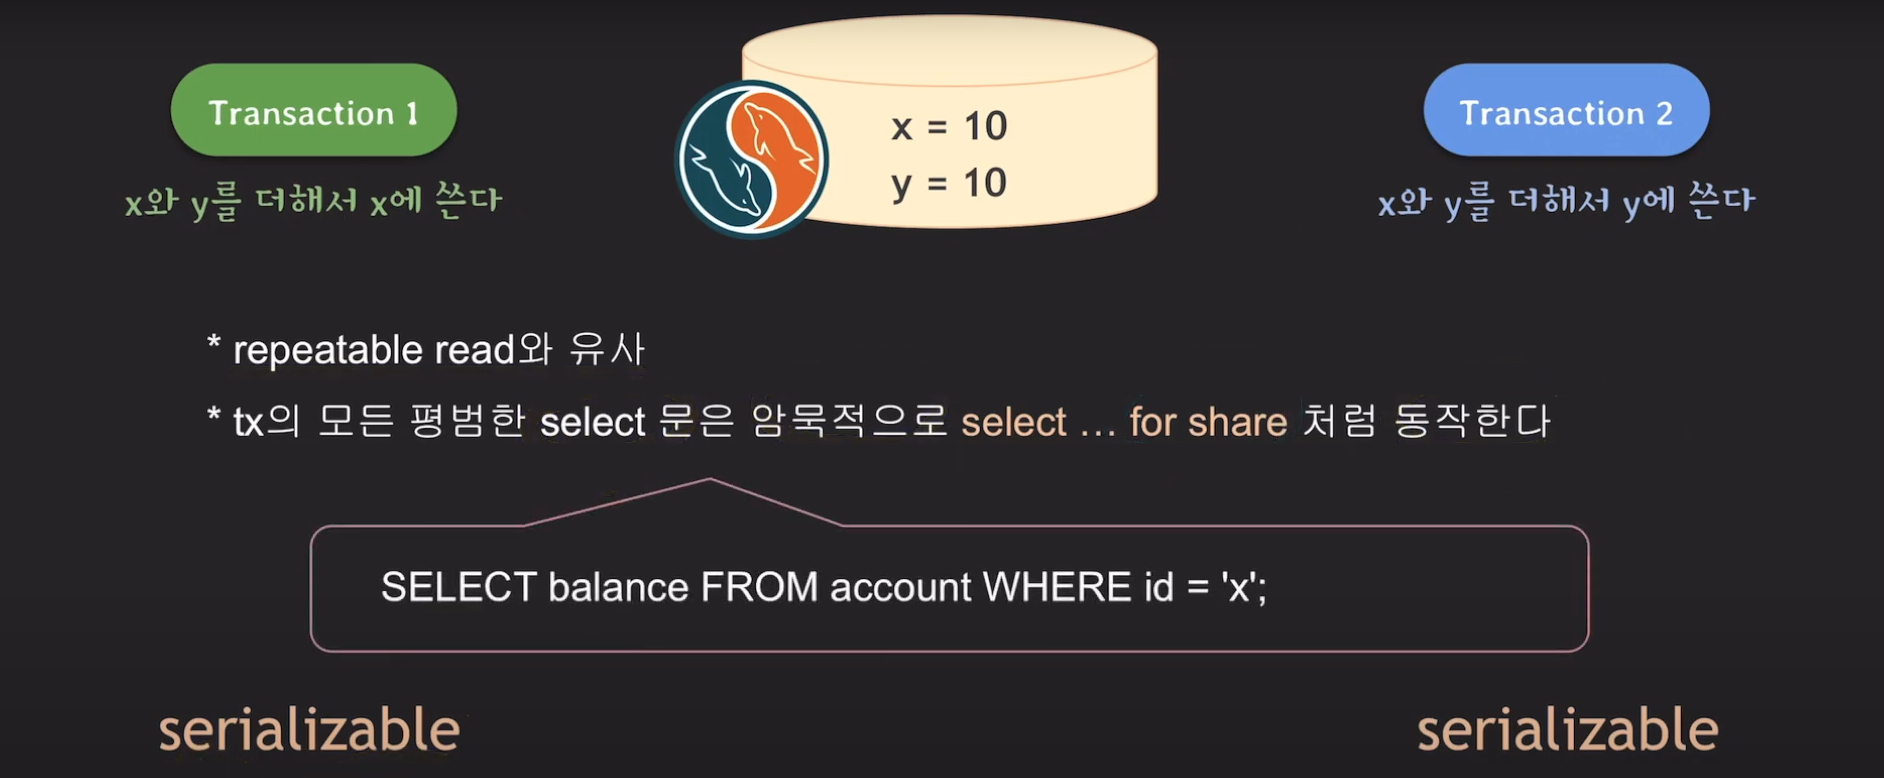 Transaction 1
x와 y를 더해서 x에 쓴다
x = 10
y = 10
Transaction 2
x와 y를 더해서 y에 쓴다
* repeatable read와 유사
* tx의 모든 평범한 select 문은 암묵적으로 select ... for share 처럼 동작한다
SELECT balance FROM account WHERE id = 'x';
serializable
serializable